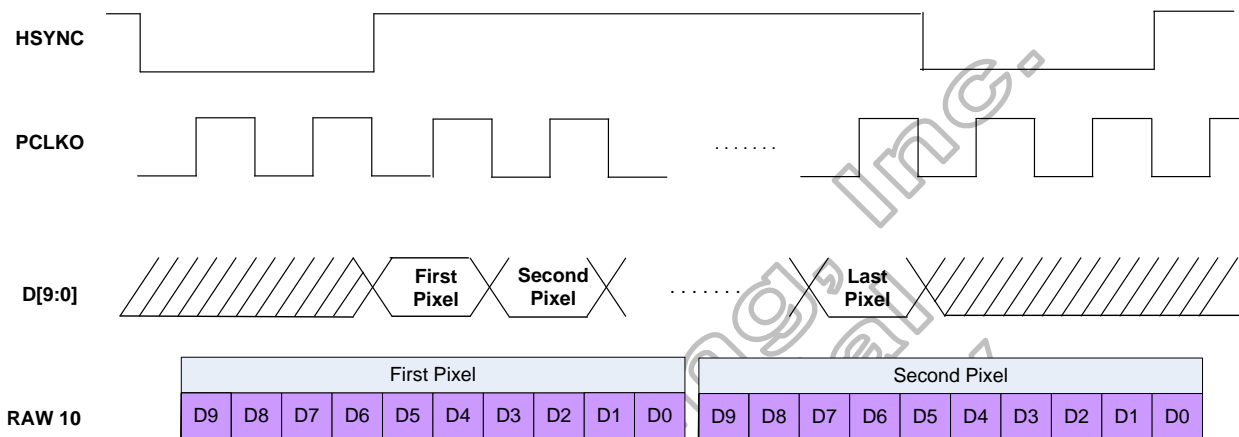 HSYNC
PCLKO
.......
D[9:0]
First Pixel
Second Pixel
........
Last Pixel
First Pixel
Second Pixel
RAW 10
D9 D8 D7 D6 D5 D4 D3 D2 D1 D0
D9 D8 D7 D6 D5 D4 D3 D2 D1 D0
Inc.